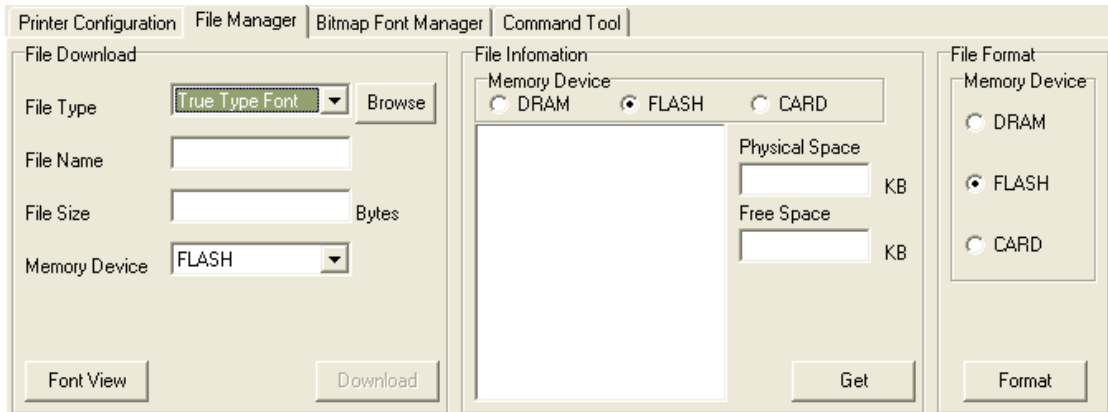 Printer Configuration File Manager Bitmap Font Manager Command Tool
File Download
File Type True Type Font Browse
File Name
File Size Bytes
Memory Device FLASH
Font View Download
File Infomation
Memory Device
DRAM FLASH CARD
Physical Space
KB
Free Space
KB
Get
File Format
Memory Device
DRAM
FLASH
CARD
Format